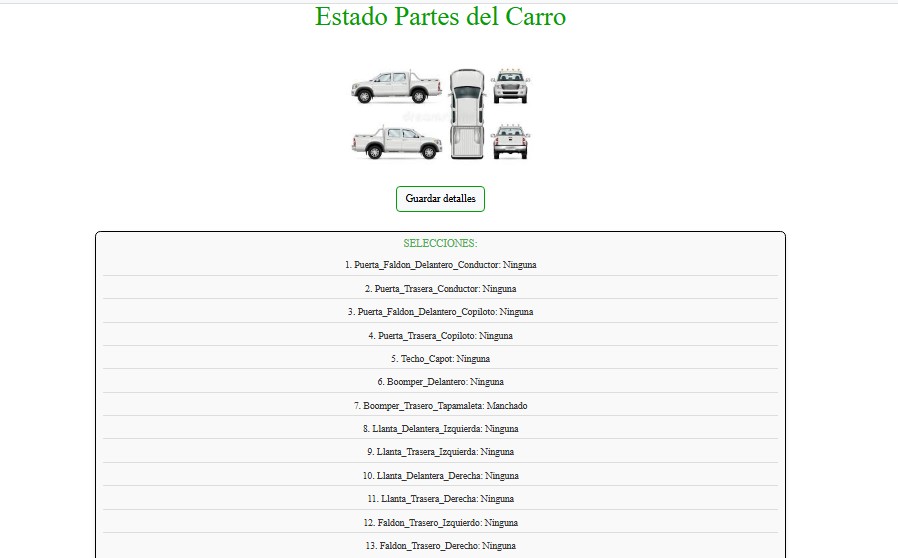 Estado Partes del Carro
Guardar detalles
SELECCIONES:
1. Puerta_Faldon_Delantero_Conductor: Ninguna
2. Puerta_Trasera_Conductor: Ninguna
3. Puerta_Faldon_Delantero_Copiloto: Ninguna
4. Puerta_Trasera_Copiloto: Ninguna
5. Techo_Capot: Ninguna
6. Boomper_Delantero: Ninguna
7. Boomper_Trasero_Tapamaleta: Manchado
8. Llanta_Delantera_Izquierda: Ninguna
9. Llanta_Trasera_Izquierda: Ninguna
10. Llanta_Delantera_Derecha: Ninguna
11. Llanta_Trasera_Derecha: Ninguna
12. Faldon_Trasero_Izquierdo: Ninguna
13. Faldon_Trasero_Derecho: Ninguna